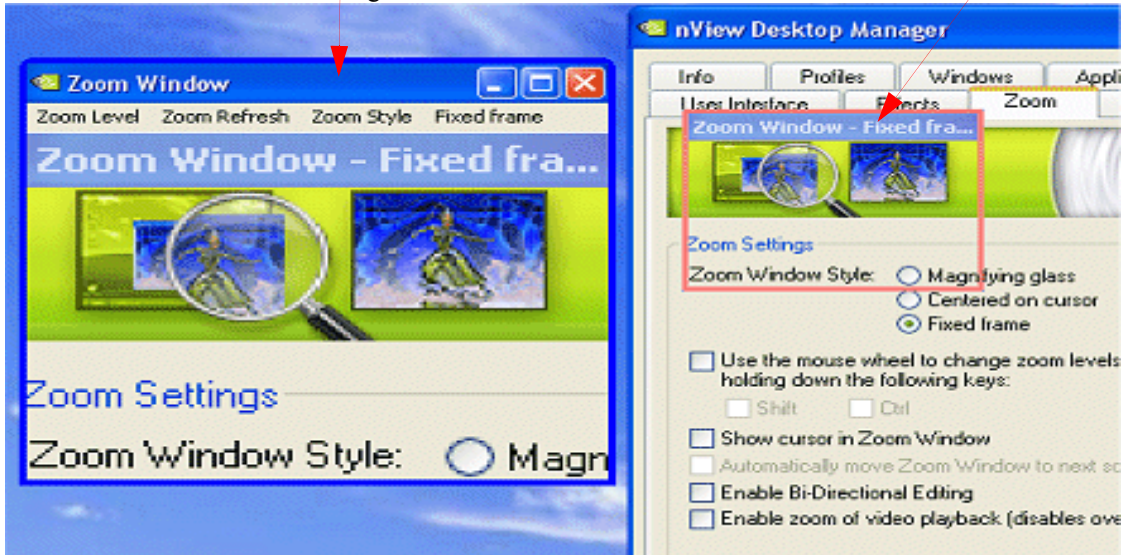 Zoom Window
Zoom Level Zoom Refresh Zoom Style Fixed frame
Zoom Window - Fixed fra...
Zoom Settings
Zoom Window Style: Magn
nView Desktop Manager
Info Profiles Windows Appli
User Interface Effects Zoom
Zoom Window - Fixed fra...
Zoom Settings
Zoom Window Style: Magnifying glass
Centered on cursor
Fixed frame
Use the mouse wheel to change zoom levels
holding down the following keys:
Shift Ctrl
Show cursor in Zoom Window
Automatically move Zoom Window to next sc
Enable Bi-Directional Editing
Enable zoom of video playback (disables ove